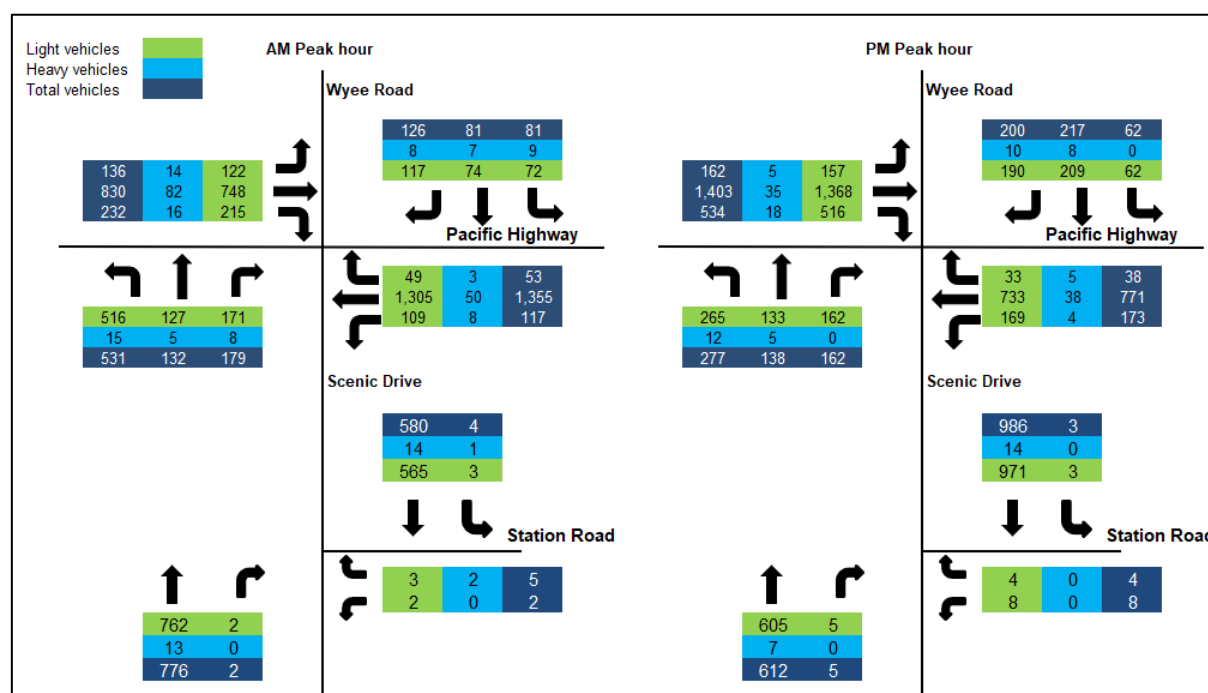 AM Peak hour PM Peak hour
Light vehicles
Heavy vehicles
Total vehicles
Wyee Road Wyee Road
126 81 81 200 217 62
8 7 9 10 8 0
117 74 72 190 209 62
136 14 122 162 5 157
830 82 748 1,403 35 1,368
232 16 215 534 18 516
Pacific Highway Pacific Highway
49 3 53 33 5 38
1,305 50 1,355 733 38 771
109 8 117 169 4 173
516 127 171 265 133 162
15 5 8 12 5 0
531 132 179 277 138 162
Scenic Drive Scenic Drive
580 4 986 3
14 1 14 0
565 3 971 3
Station Road Station Road
3 2 5 4 0 4
2 0 2 8 0 8
762 2 605 5
13 0 7 0
776 2 612 5